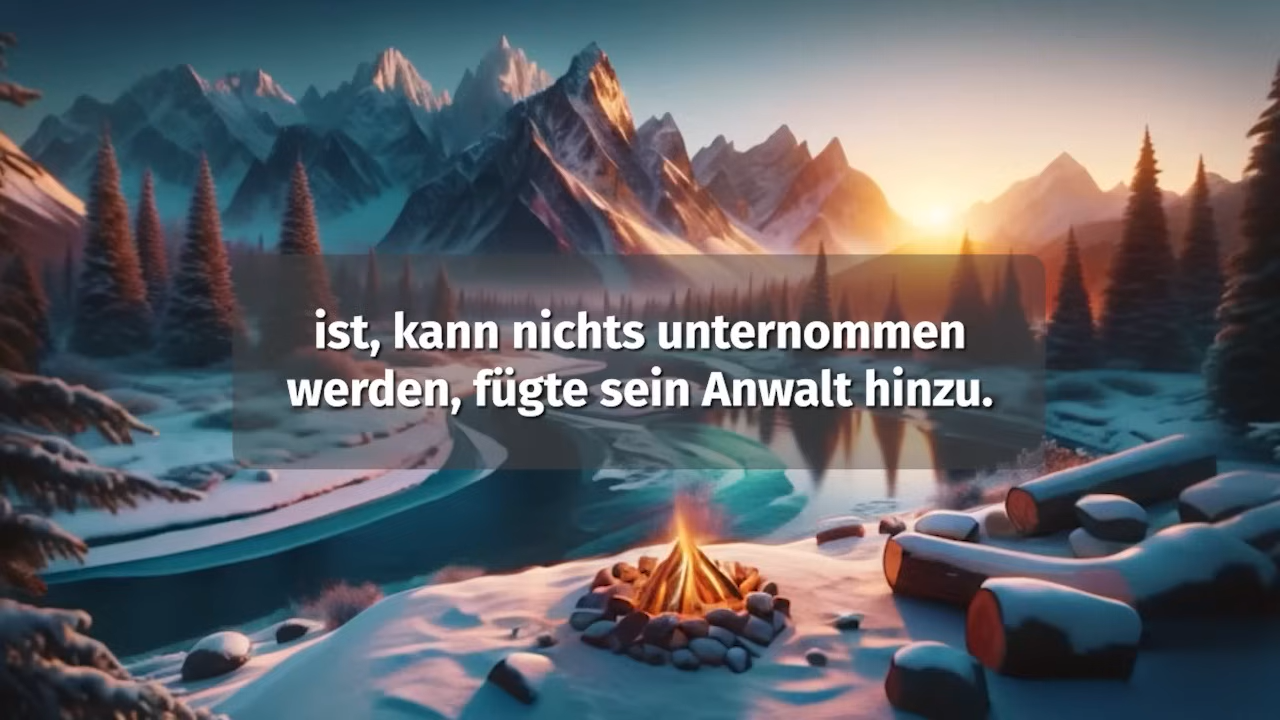 ist, kann nichts unternommen
werden, fügte sein Anwalt hinzu.